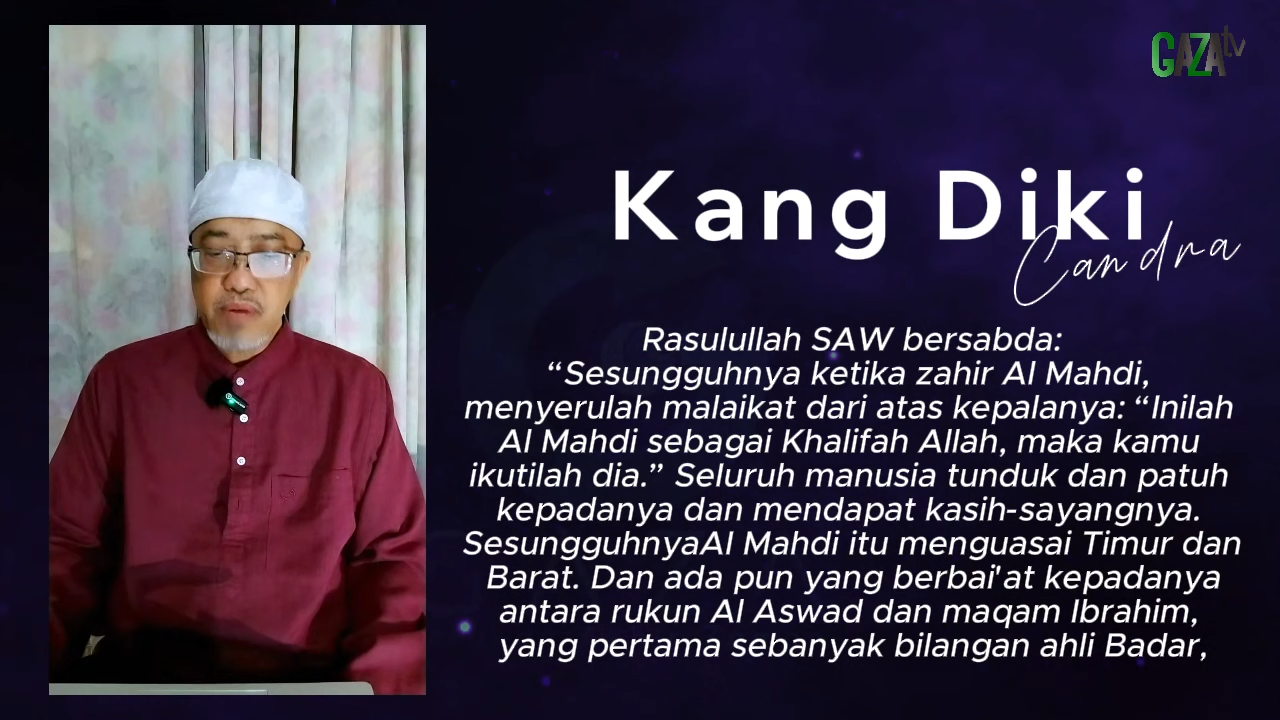 GAZA tv
Kang Diki
Candra
Rasulullah SAW bersabda:
“Sesungguhnya ketika zahir Al Mahdi,
menyerulah malaikat dari atas kepalanya: “Inilah
Al Mahdi sebagai Khalifah Allah, maka kamu
ikutilah dia.” Seluruh manusia tunduk dan patuh
kepadanya dan mendapat kasih-sayangnya.
SesungguhnyaAl Mahdi itu menguasai Timur dan
Barat. Dan ada pun yang berbai'at kepadanya
antara rukun Al Aswad dan maqam Ibrahim,
yang pertama sebanyak bilangan ahli Badar,